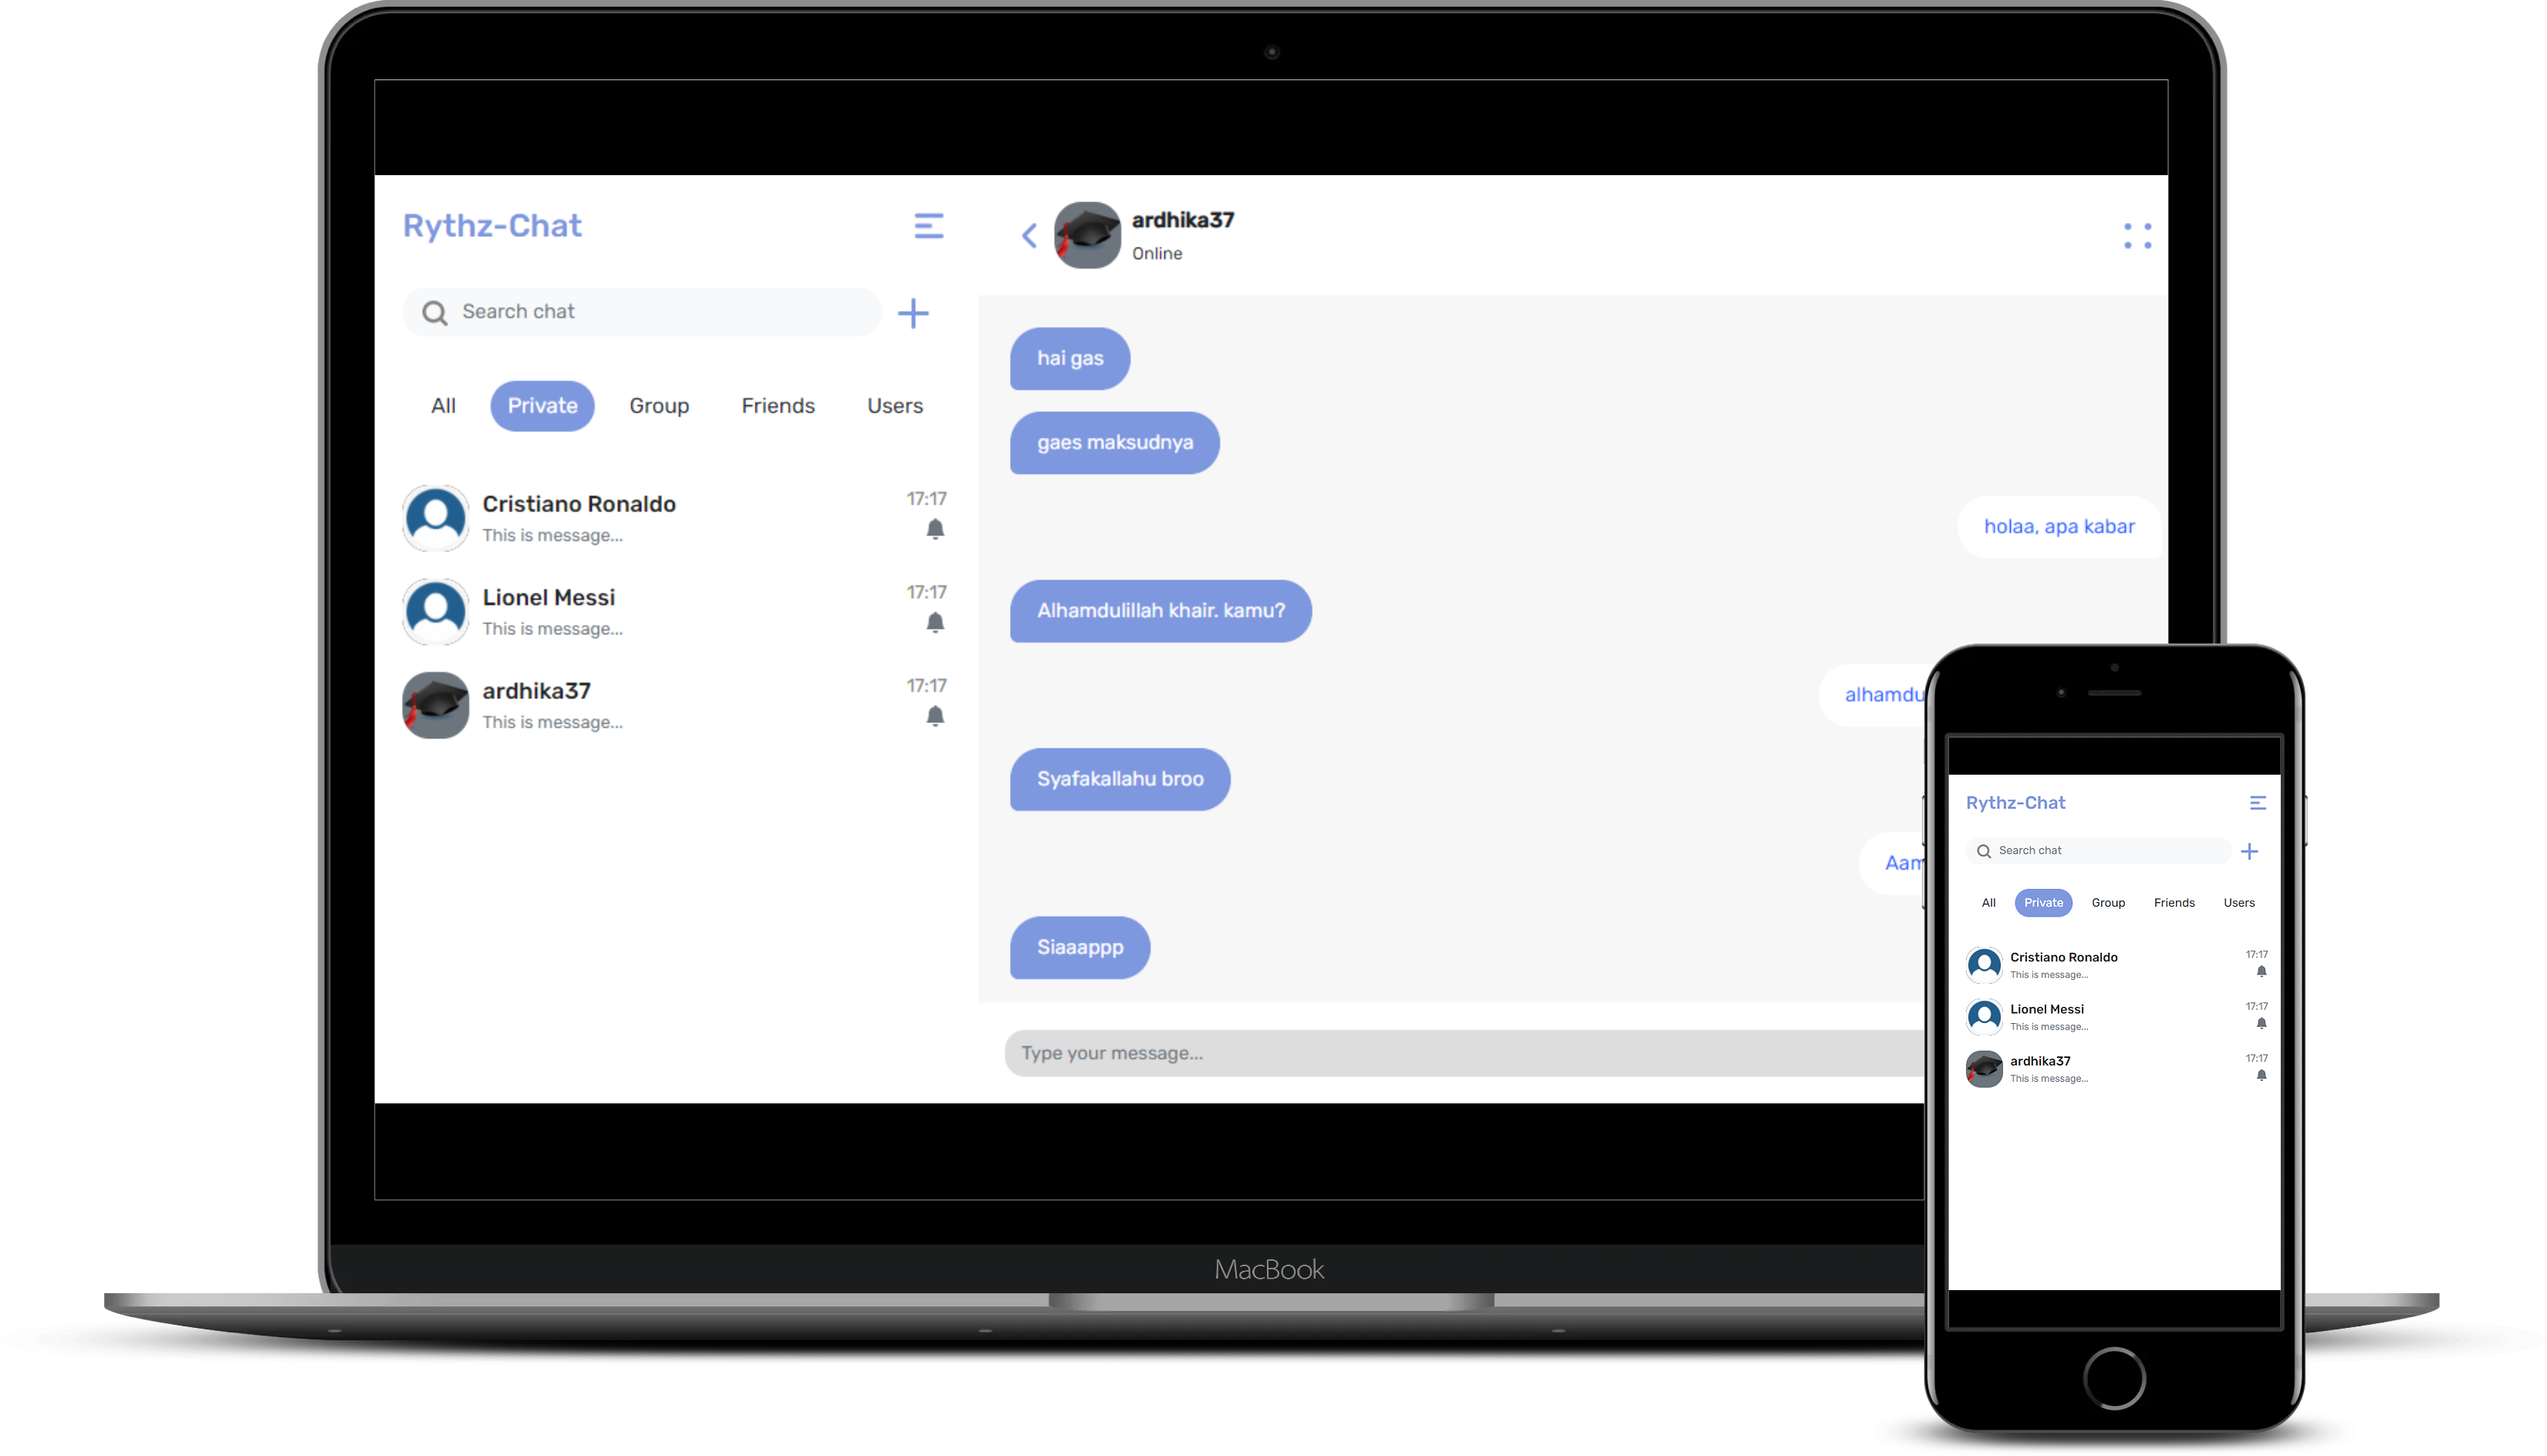 Rythz-Chat
Search chat
All Private Group Friends Users
Cristiano Ronaldo 17:17
This is message...
Lionel Messi 17:17
This is message...
ardhika37 17:17
This is message...
ardhika37
Online
hai gas
gaes maksudnya
holaa, apa kabar
Alhamdulillah khair. kamu?
Syafakallahu broo
Siaaappp
Type your message...
MacBook
Rythz-Chat
Search chat
All Private Group Friends Users
Cristiano Ronaldo 17:17
This is message...
Lionel Messi 17:17
This is message...
ardhika37 17:17
This is message...